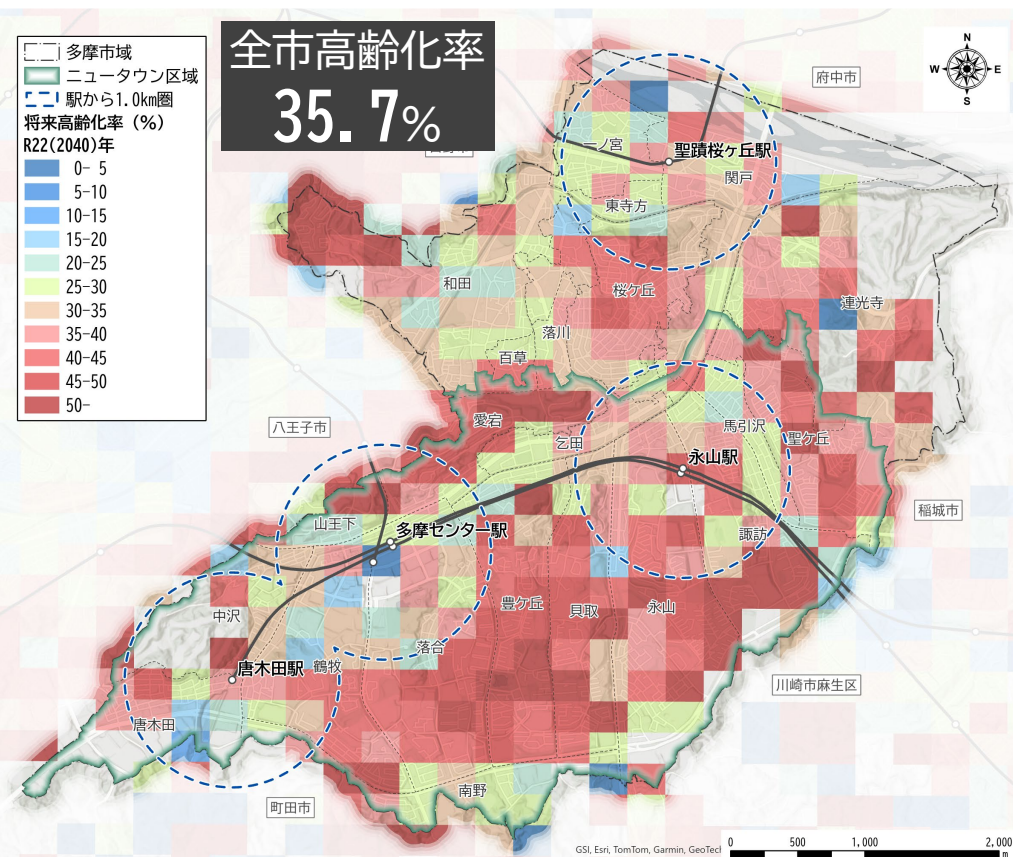 全市高齢化率
35.7%
多摩市域
ニュータウン区域
駅から1.0km圏
将来高齢化率（%）
R22(2040)年
0- 5
5-10
10-15
15-20
20-25
25-30
30-35
35-40
40-45
45-50
50-
N
W E
S
府中市
一ノ宮
聖蹟桜ヶ丘駅
関戸
東寺方
和田
桜ケ丘
連光寺
落川
百草
愛宕
馬引沢
八王子市
乞田
聖ケ丘
永山駅
稲城市
山王下
多摩センター駅
諏訪
中沢
豊ケ丘
貝取
永山
落合
唐木田駅
鶴牧
川崎市麻生区
唐木田
南野
町田市
GSI, Esri, TomTom, Garmin, GeoTech
0 500 1,000 2,000
m